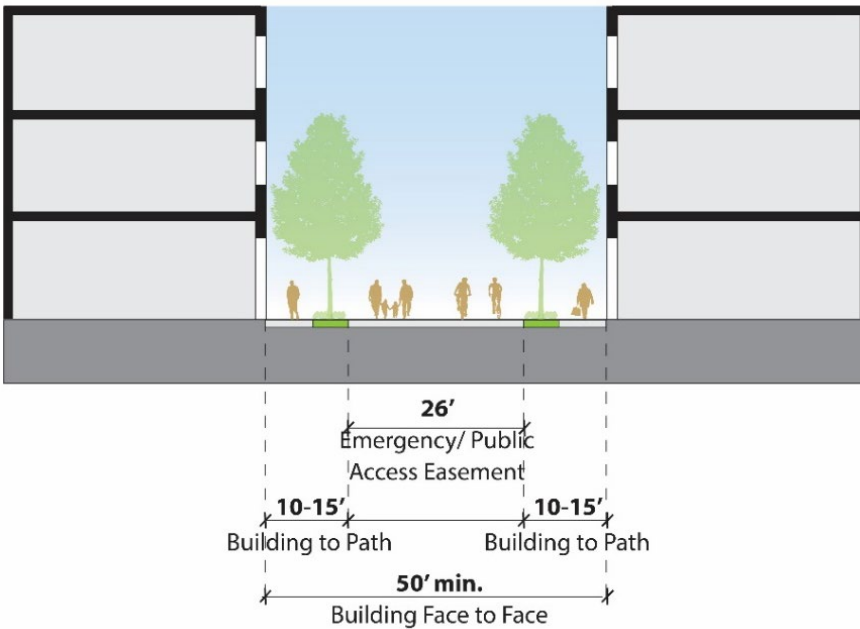 26’
Emergency/ Public
Access Easement
10-15’ 10-15’
Building to Path Building to Path
50’ min.
Building Face to Face